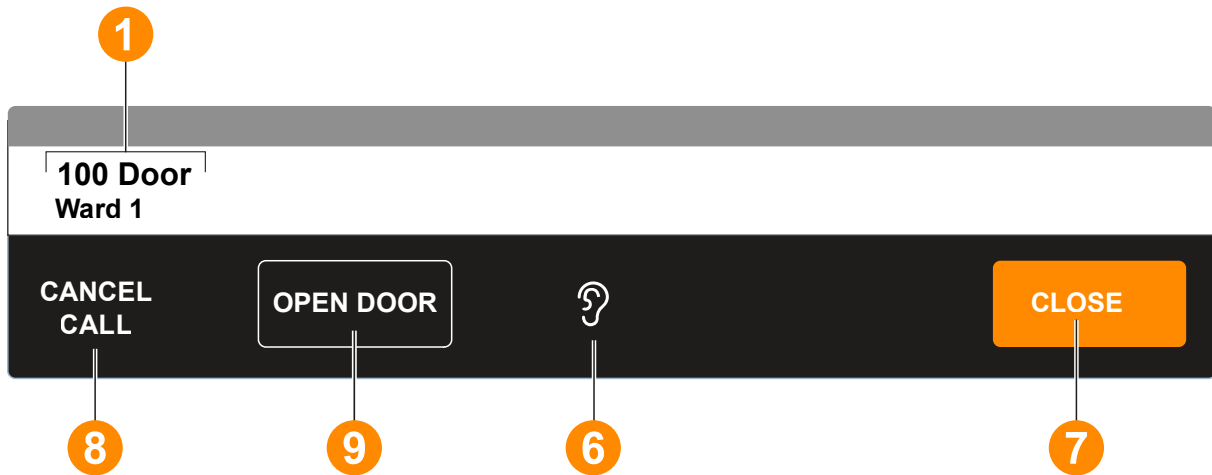 1
100 Door
Ward 1
CANCEL
CALL
OPEN DOOR
CLOSE
8
9
6
7